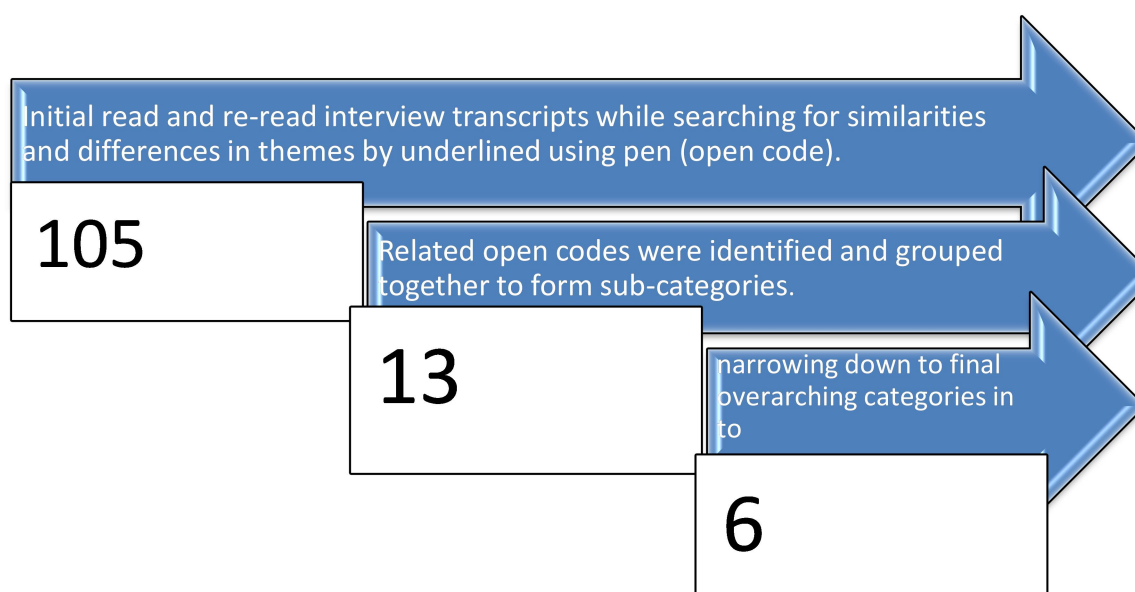 Initial read and re-read interview transcripts while searching for similarities
and differences in themes by underlined using pen (open code).
105
Related open codes were identified and grouped
together to form sub-categories.
13
narrowing down to final
overarching categories in
to
6